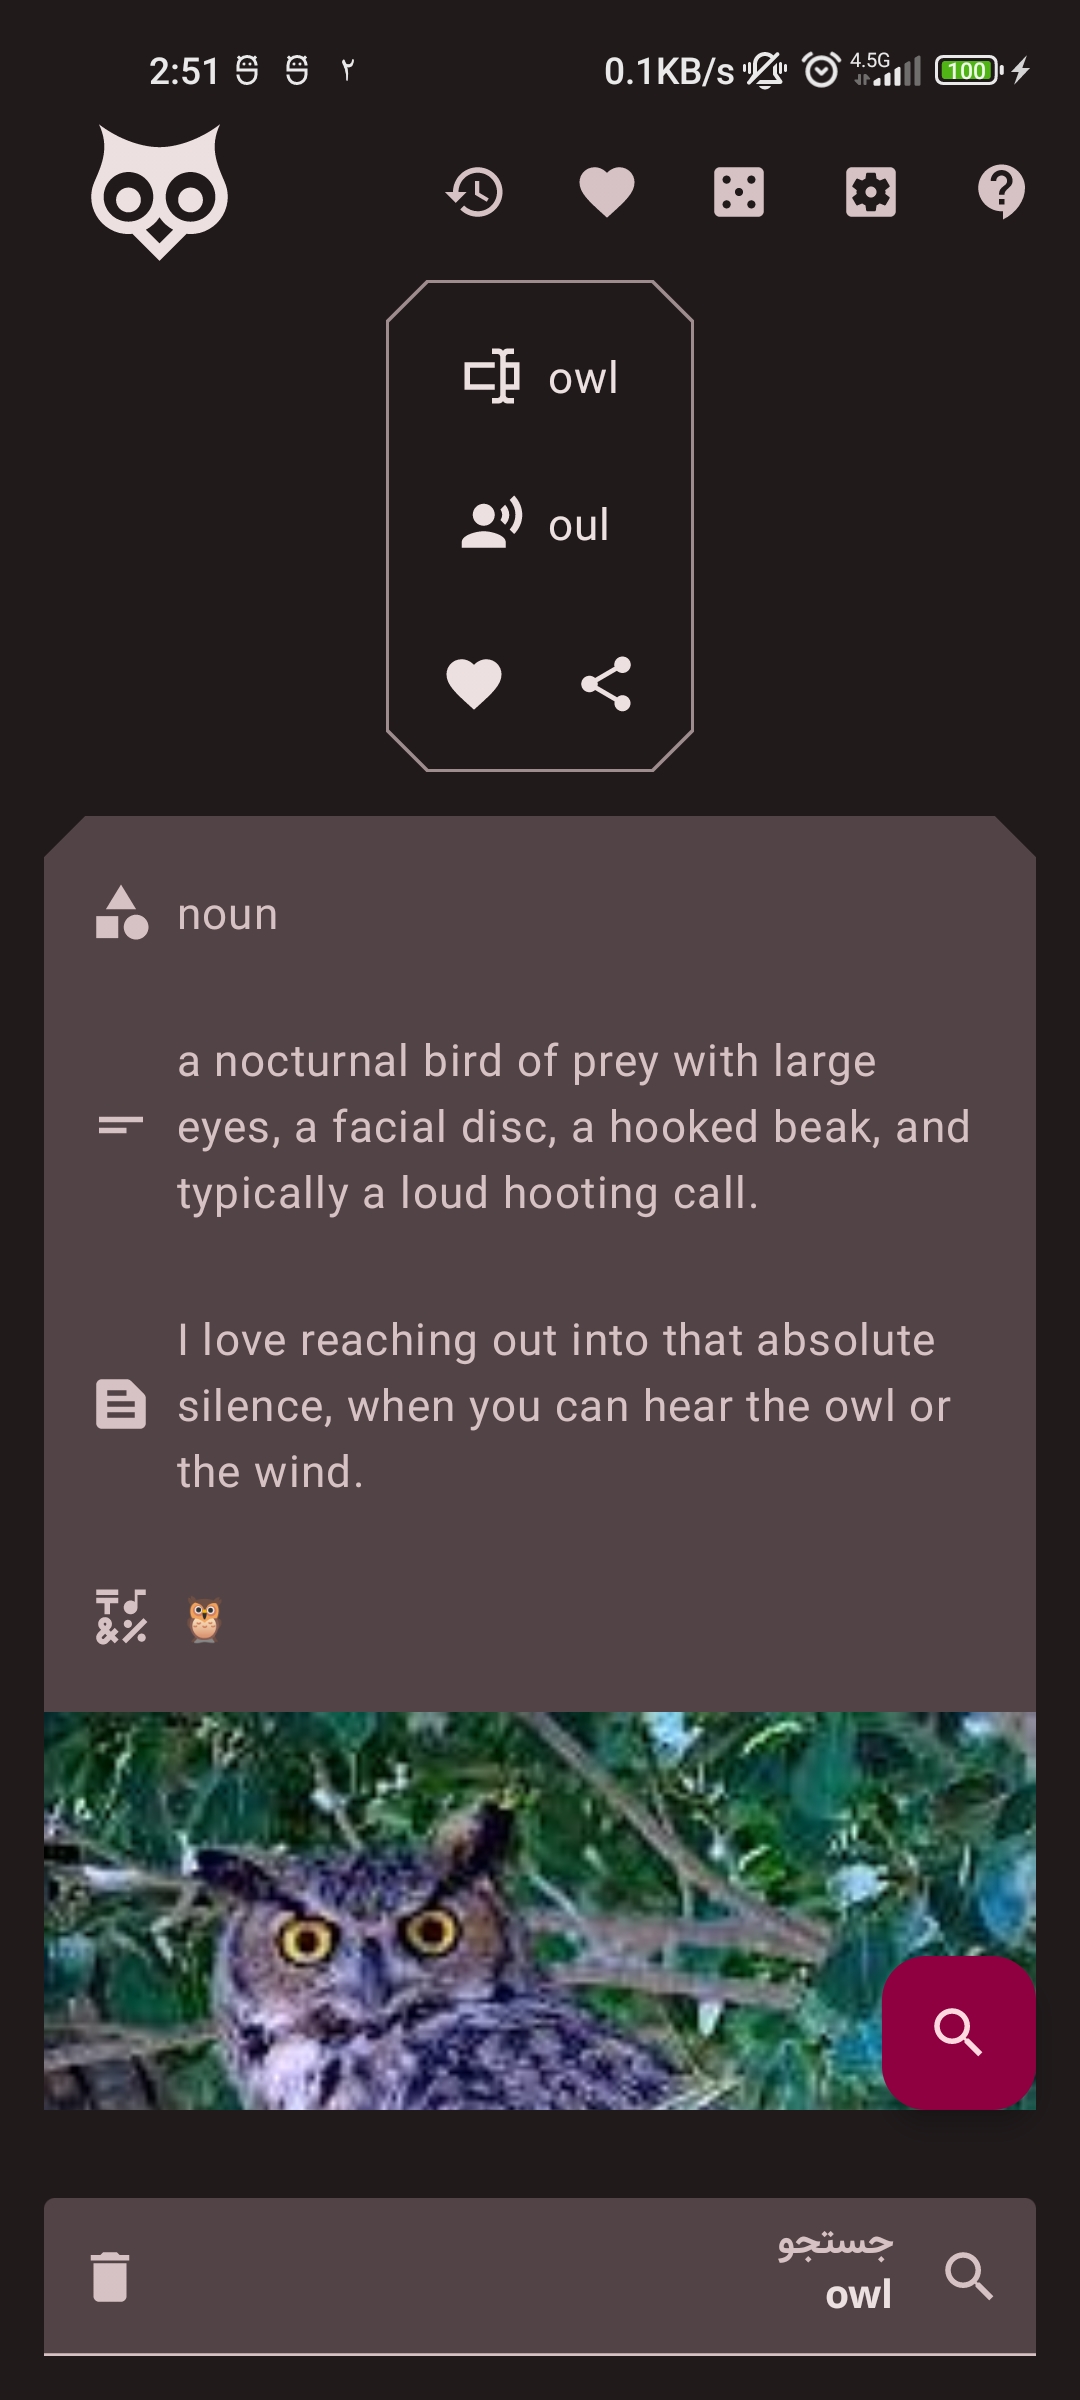 2:51 ۲ 0.1KB/s 4.5G 100
owl
oul
noun
a nocturnal bird of prey with large
eyes, a facial disc, a hooked beak, and
typically a loud hooting call.
I love reaching out into that absolute
silence, when you can hear the owl or
the wind.
🦉
جستجو
owl